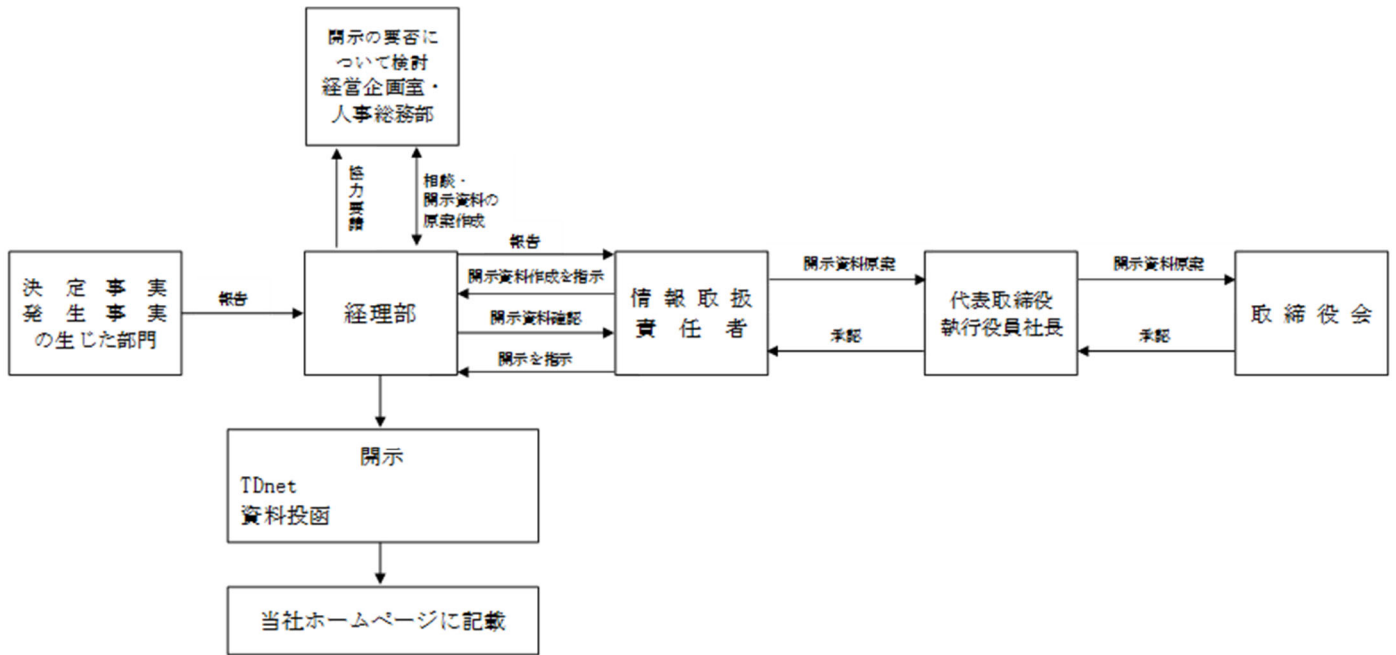 開示の要否に
ついて検討
経営企画室・
人事総務部
協力要請
相談・
開示資料の
原案作成
決定事実
発生事実
の生じた部門
報告
経理部
報告
開示資料作成を指示
開示資料確認
開示を指示
情報取扱
責任者
開示資料原案
承認
代表取締役
執行役員社長
開示資料原案
承認
取締役会
開示
TDnet
資料投函
当社ホームページに記載